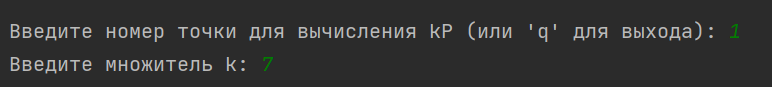 Введите номер точки для вычисления kP (или 'q' для выхода): 1
Введите множитель k: 7